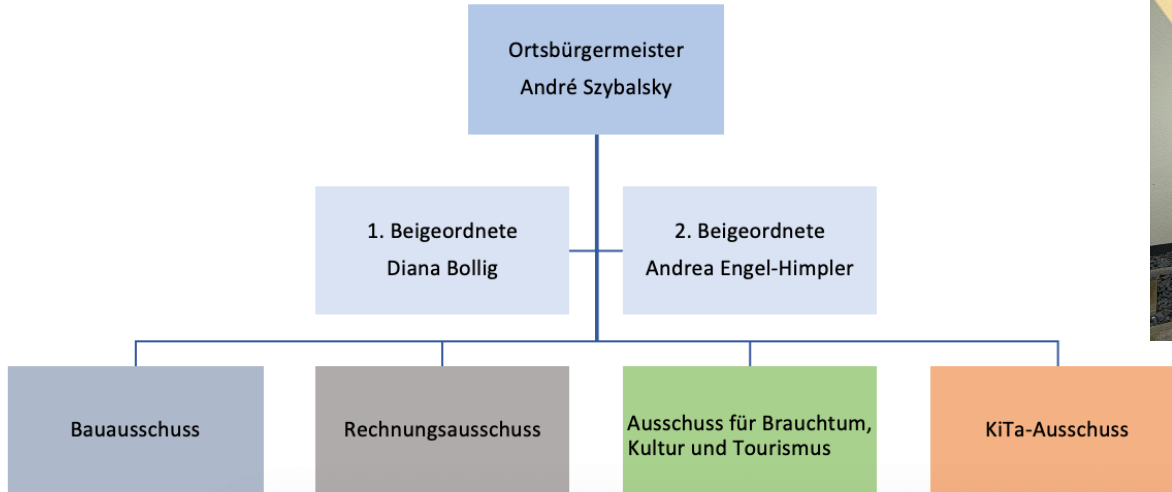 Ortsbürgermeister
André Szybalsky
1. Beigeordnete
Diana Bollig
2. Beigeordnete
Andrea Engel-Himpler
Bauausschuss
Rechnungsausschuss
Ausschuss für Brauchtum,
Kultur und Tourismus
KiTa-Ausschuss